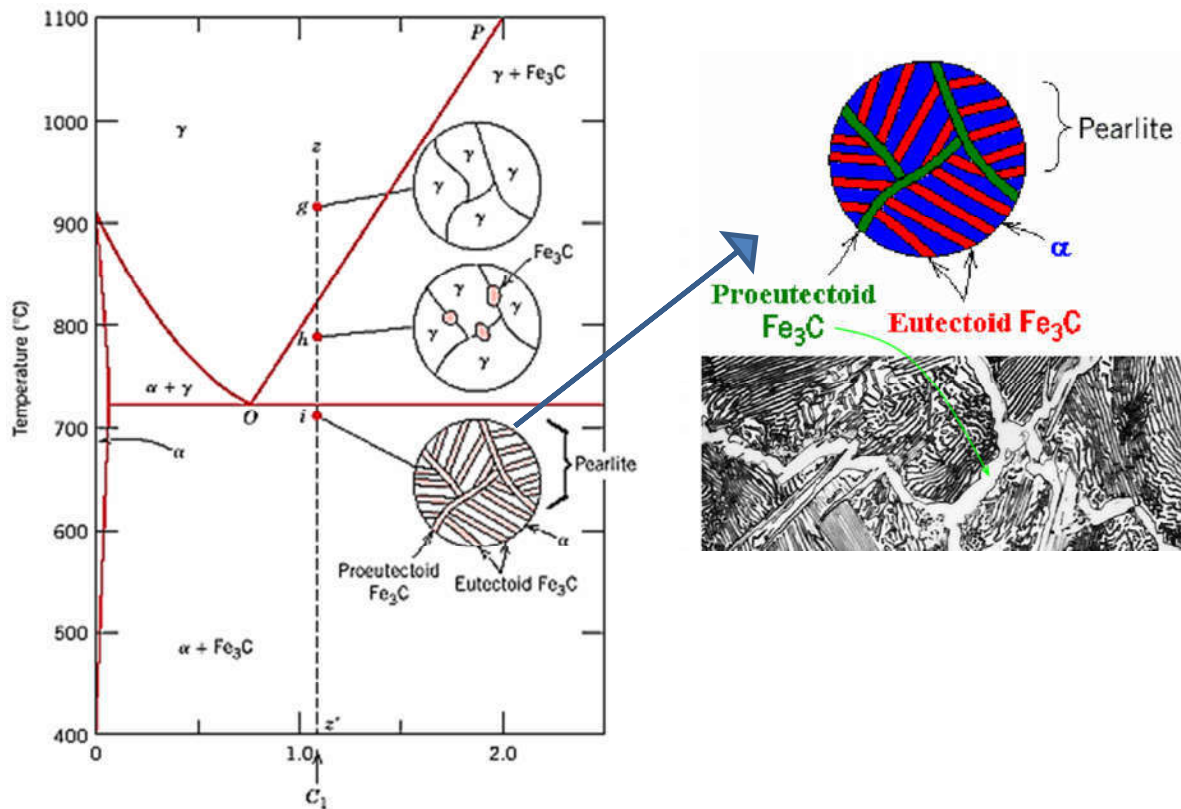 1100
1000
900
800
700
600
500
400
Temperature (°C)
0
1.0
2.0
C₁
P
γ + Fe₃C
γ
z
g
γ
γ
γ
γ
Fe₃C
h
γ
γ
γ
γ
α + γ
O
i
α
Pearlite
α
Proeutectoid
Fe₃C
Eutectoid Fe₃C
α + Fe₃C
z'
Pearlite
α
Proeutectoid
Fe₃C
Eutectoid Fe₃C